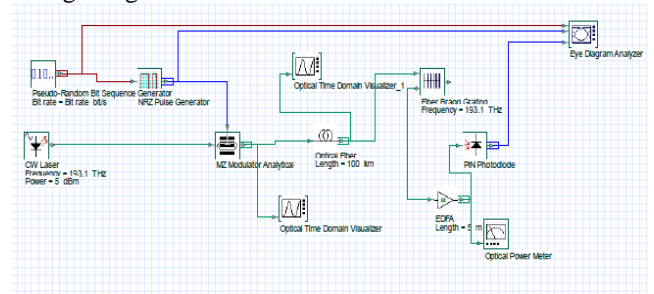 Eye Diagram Analyzer
Pseudo-Random Bit Sequence Generator
Bit rate = Bit rate bit/s
NRZ Pulse Generator
Optical Time Domain Visualizer_1
Fiber Bragg Grating
Frequency = 193.1 THz
CW Laser
Frequency = 193.1 THz
Power = 5 dBm
MZ Modulator Analytical
Optical Fiber
Length = 100 km
PIN Photodiode
Optical Time Domain Visualizer
EDFA
Length = 5 m
Optical Power Meter